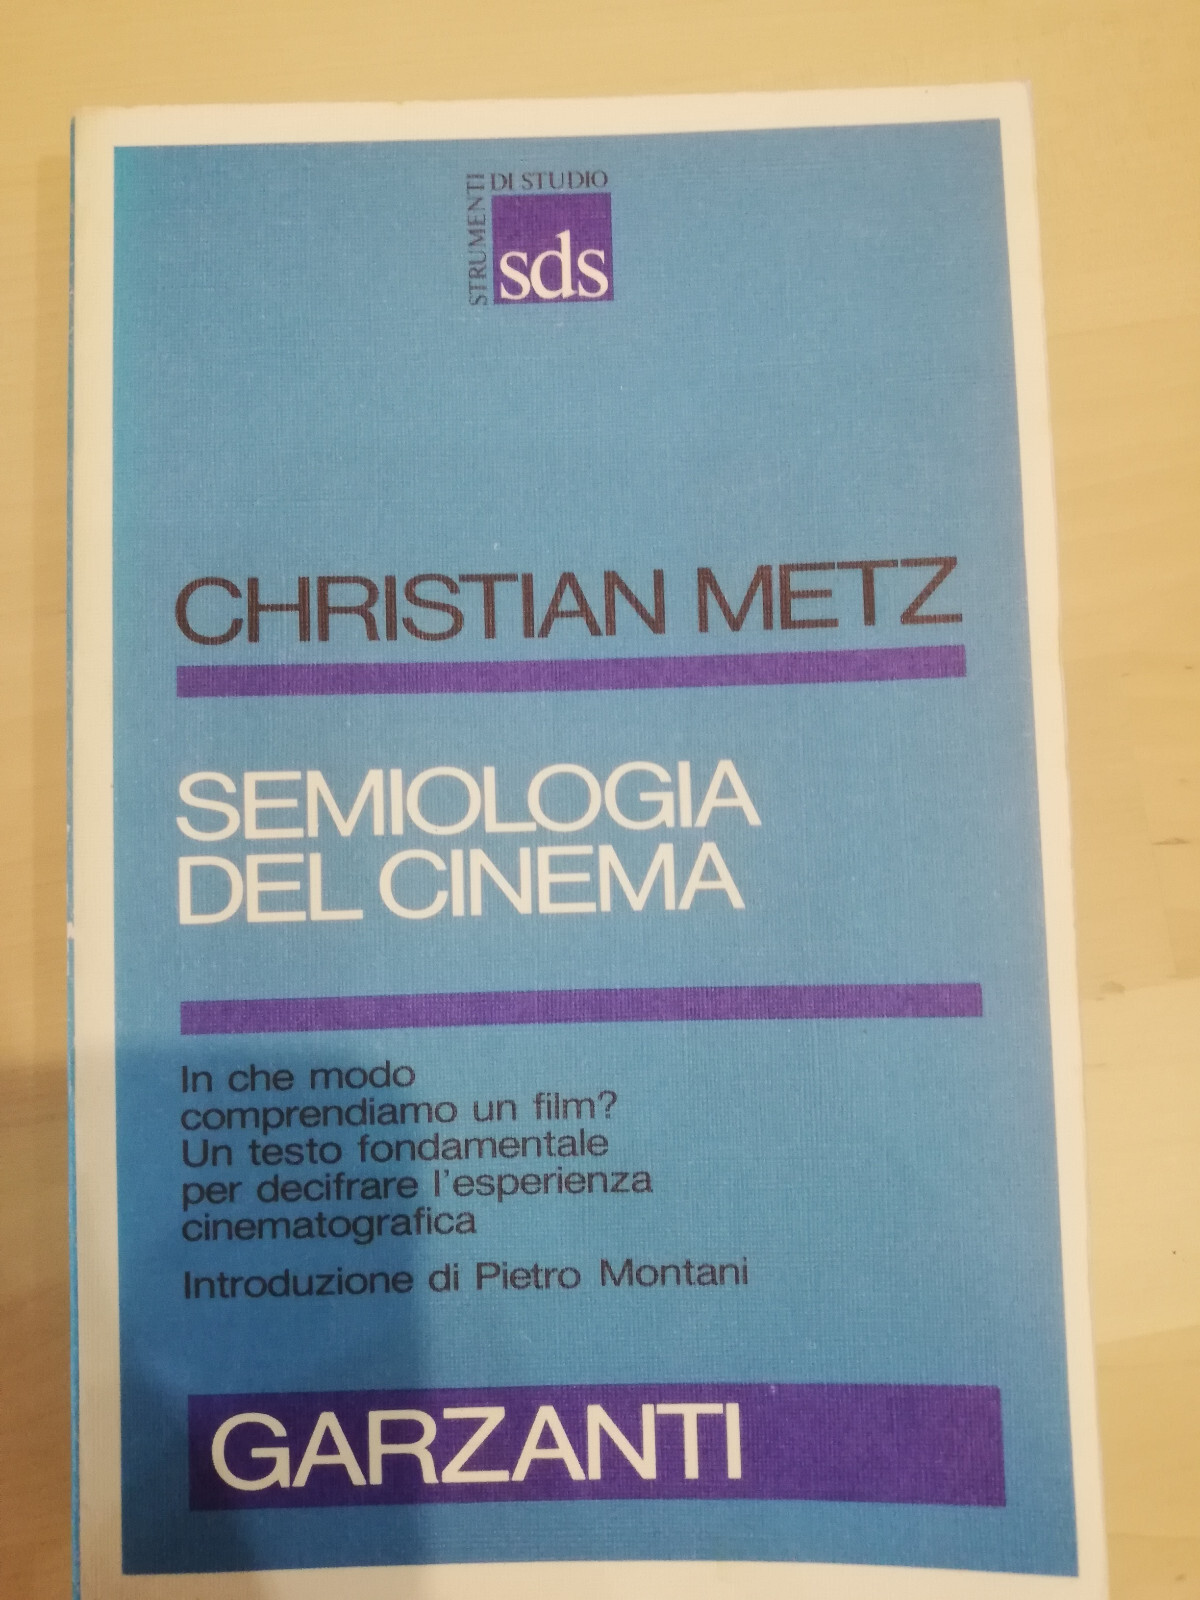 STRUMENTI
DI STUDIO
sds
CHRISTIAN METZ
SEMIOLOGIA
DEL CINEMA
In che modo
comprendiamo un film?
Un testo fondamentale
per decifrare l'esperienza
cinematografica
Introduzione di Pietro Montani
GARZANTI